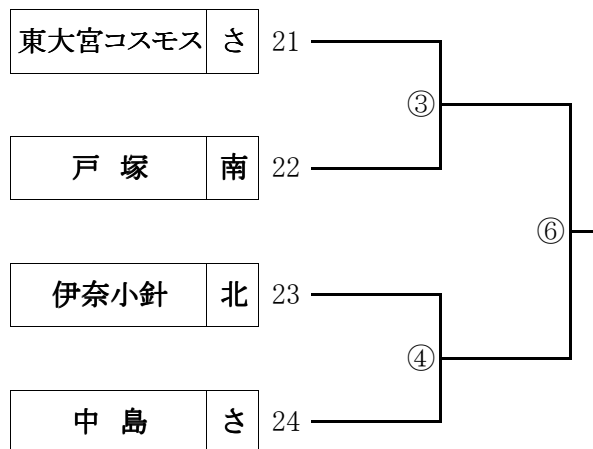 東大宮コスモス さ 21
③
戸 塚 南 22
⑥
伊奈小針 北 23
④
中 島 さ 24